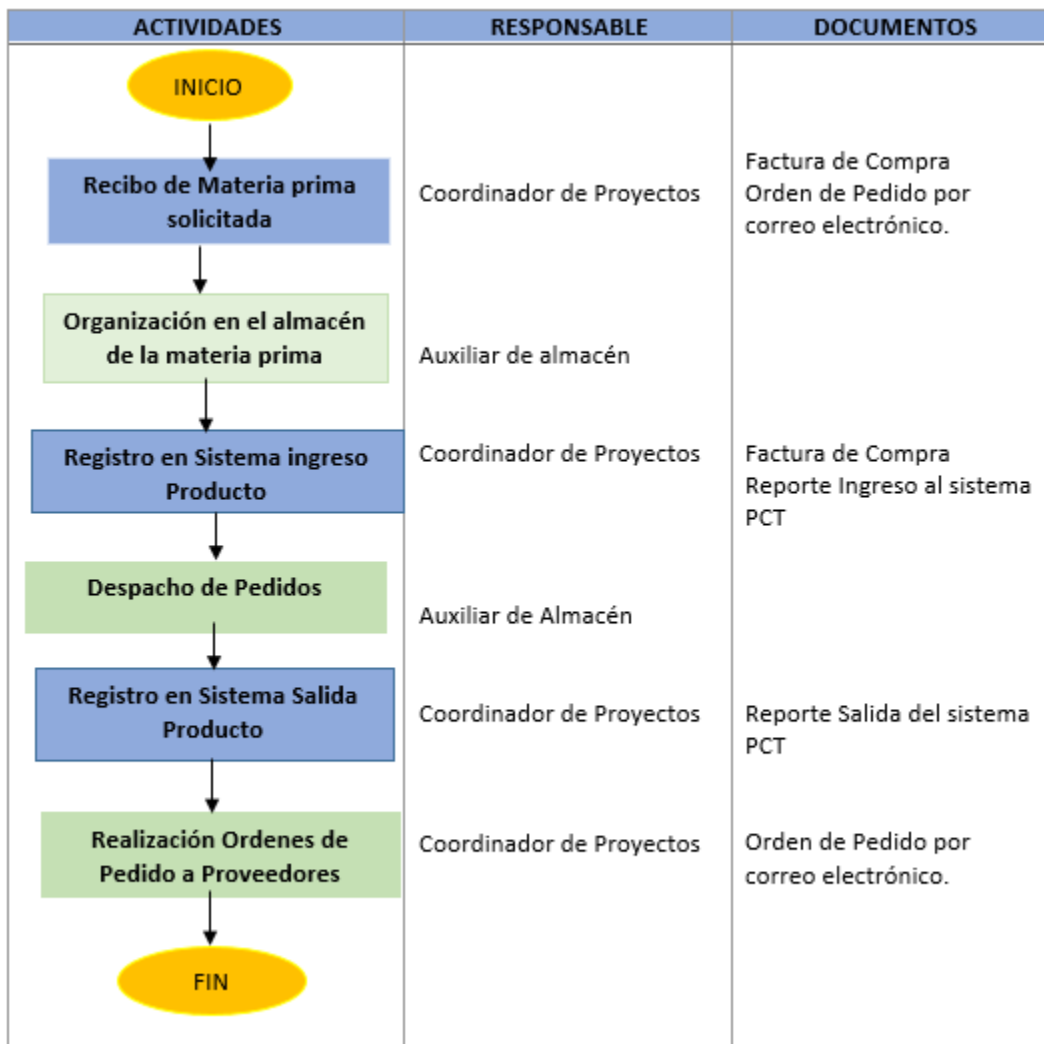 ACTIVIDADES
RESPONSABLE
DOCUMENTOS
INICIO
Recibo de Materia prima
solicitada
Coordinador de Proyectos
Factura de Compra
Orden de Pedido por
correo electrónico.
Organización en el almacén
de la materia prima
Auxiliar de almacén
Registro en Sistema ingreso
Producto
Coordinador de Proyectos
Factura de Compra
Reporte Ingreso al sistema
PCT
Despacho de Pedidos
Auxiliar de Almacén
Registro en Sistema Salida
Producto
Coordinador de Proyectos
Reporte Salida del sistema
PCT
Realización Ordenes de
Pedido a Proveedores
Coordinador de Proyectos
Orden de Pedido por
correo electrónico.
FIN